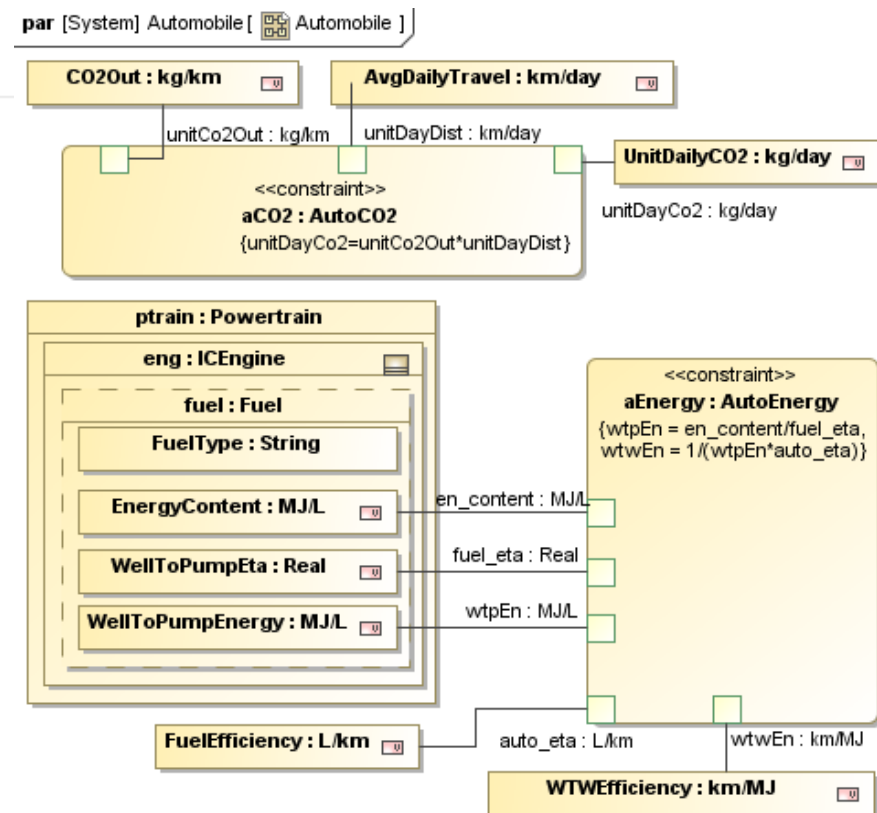 par [System] Automobile [ Automobile ]
CO2Out : kg/km
AvgDailyTravel : km/day
unitCo2Out : kg/km
unitDayDist : km/day
UnitDailyCO2 : kg/day
<<constraint>>
aCO2 : AutoCO2
{unitDayCo2=unitCo2Out*unitDayDist}
unitDayCo2 : kg/day
ptrain : Powertrain
eng : ICEngine
fuel : Fuel
FuelType : String
EnergyContent : MJ/L
WellToPumpEta : Real
WellToPumpEnergy : MJ/L
en_content : MJ/L
fuel_eta : Real
wtpEn : MJ/L
<<constraint>>
aEnergy : AutoEnergy
{wtpEn = en_content/fuel_eta,
wtwEn = 1/(wtpEn*auto_eta)}
FuelEfficiency : L/km
auto_eta : L/km
wtwEn : km/MJ
WTWEfficiency : km/MJ